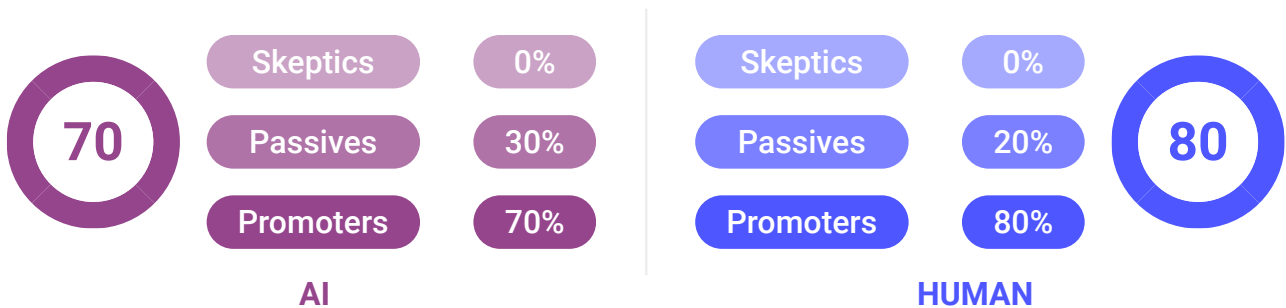 70
Skeptics 0%
Passives 30%
Promoters 70%
AI
Skeptics 0%
Passives 20%
Promoters 80%
80
HUMAN